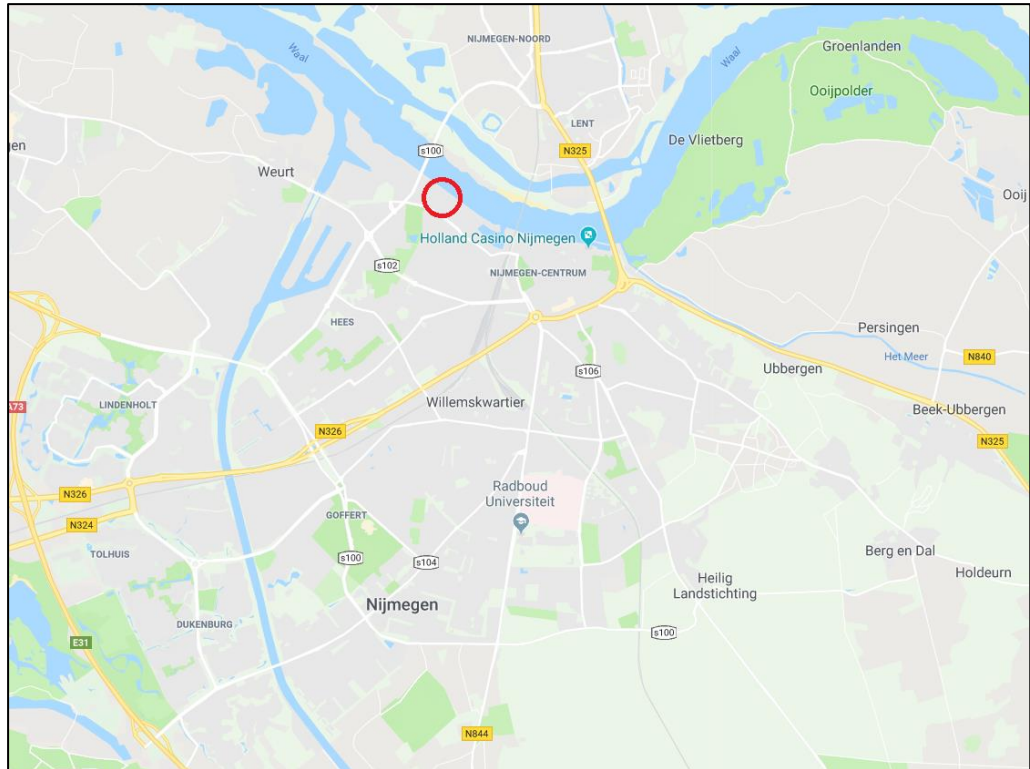 NIJMEGEN-NOORD
Groenlanden
Waal
Waal
Ooijpolder
LENT
De Vlietberg
N325
s100
gen
Weurt
Ooij
Holland Casino Nijmegen
s102
NIJMEGEN-CENTRUM
HEES
Persingen
Het Meer
N840
Ubbergen
s106
A73
LINDENHOLT
Willemskwartier
Beek-Ubbergen
N326
N325
Radboud
Universiteit
N326
GOFFERT
N324
TOLHUIS
s100
s104
Berg en Dal
Heilig
Landstichting
Holdeurn
Nijmegen
DUKENBURG
s100
E31
N844